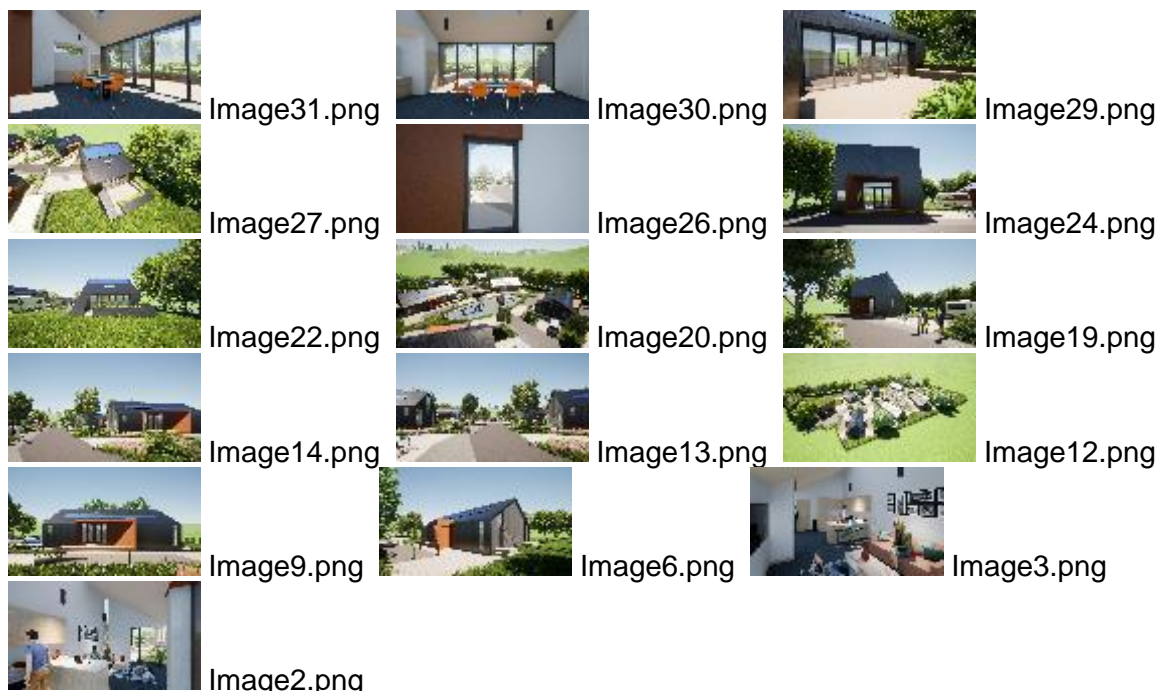 Image31.png Image30.png Image29.png
Image27.png Image26.png Image24.png
Image22.png Image20.png Image19.png
Image14.png Image13.png Image12.png
Image9.png Image6.png Image3.png
Image2.png